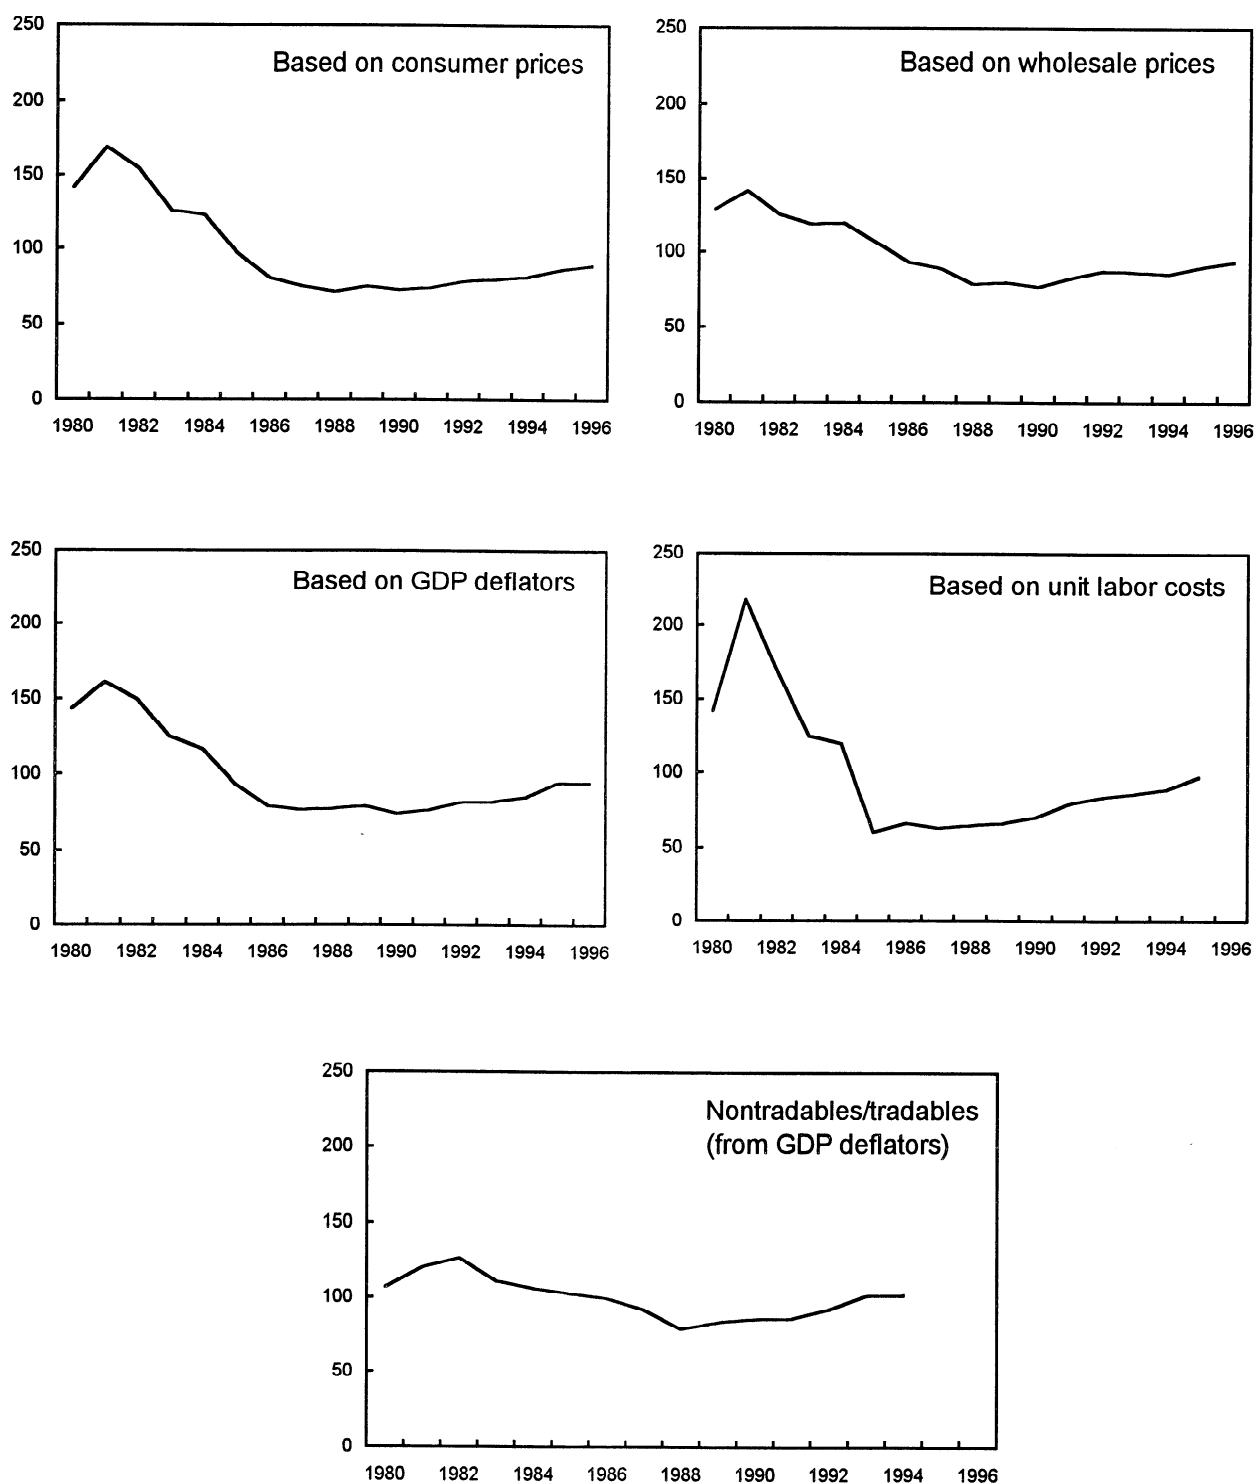 250
Based on consumer prices
200
150
100
50
0
1980 1982 1984 1986 1988 1990 1992 1994 1996
250
Based on wholesale prices
200
150
100
50
0
1980 1982 1984 1986 1988 1990 1992 1994 1996
250
Based on GDP deflators
200
150
100
50
0
1980 1982 1984 1986 1988 1990 1992 1994 1996
250
Based on unit labor costs
200
150
100
50
0
1980 1982 1984 1986 1988 1990 1992 1994 1996
250
Nontradables/tradables
(from GDP deflators)
200
150
100
50
0
1980 1982 1984 1986 1988 1990 1992 1994 1996